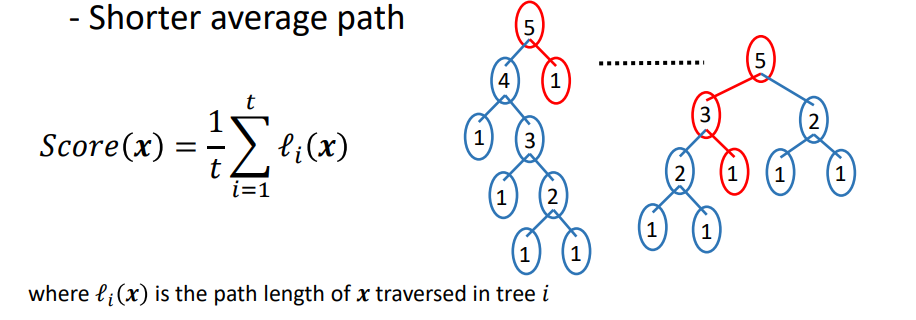 - Shorter average path
Score(x) = 1/t ∑_{i=1}^{t} ℓ_i(x)
5
4 1
1 3
1 2
1 1
5
3 2
2 1 1 1
1 1
where ℓ_i(x) is the path length of x traversed in tree i